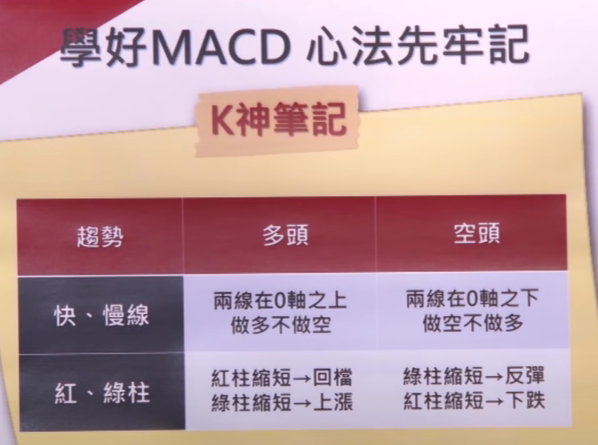 學好MACD 心法先牢記
K神筆記
趨勢 多頭 空頭
快、慢線 兩線在0軸之上 兩線在0軸之下
做多不做空 做空不做多
紅、綠柱 紅柱縮短→回檔 綠柱縮短→反彈
綠柱縮短→上漲 紅柱縮短→下跌